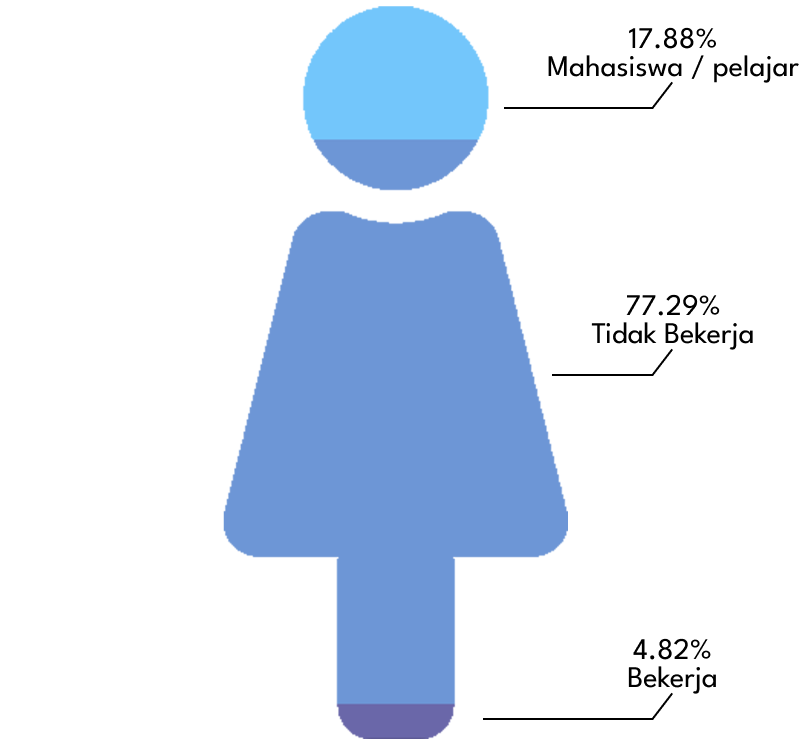 17.88%
Mahasiswa / pelajar
77.29%
Tidak Bekerja
4.82%
Bekerja